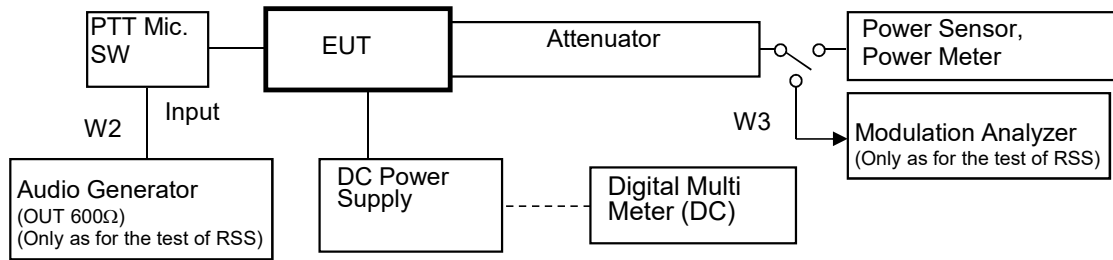 PTT Mic.
SW
EUT
Attenuator
Power Sensor,
Power Meter
W2
Input
W3
Modulation Analyzer
(Only as for the test of RSS)
Audio Generator
(OUT 600Ω)
(Only as for the test of RSS)
DC Power
Supply
Digital Multi
Meter (DC)